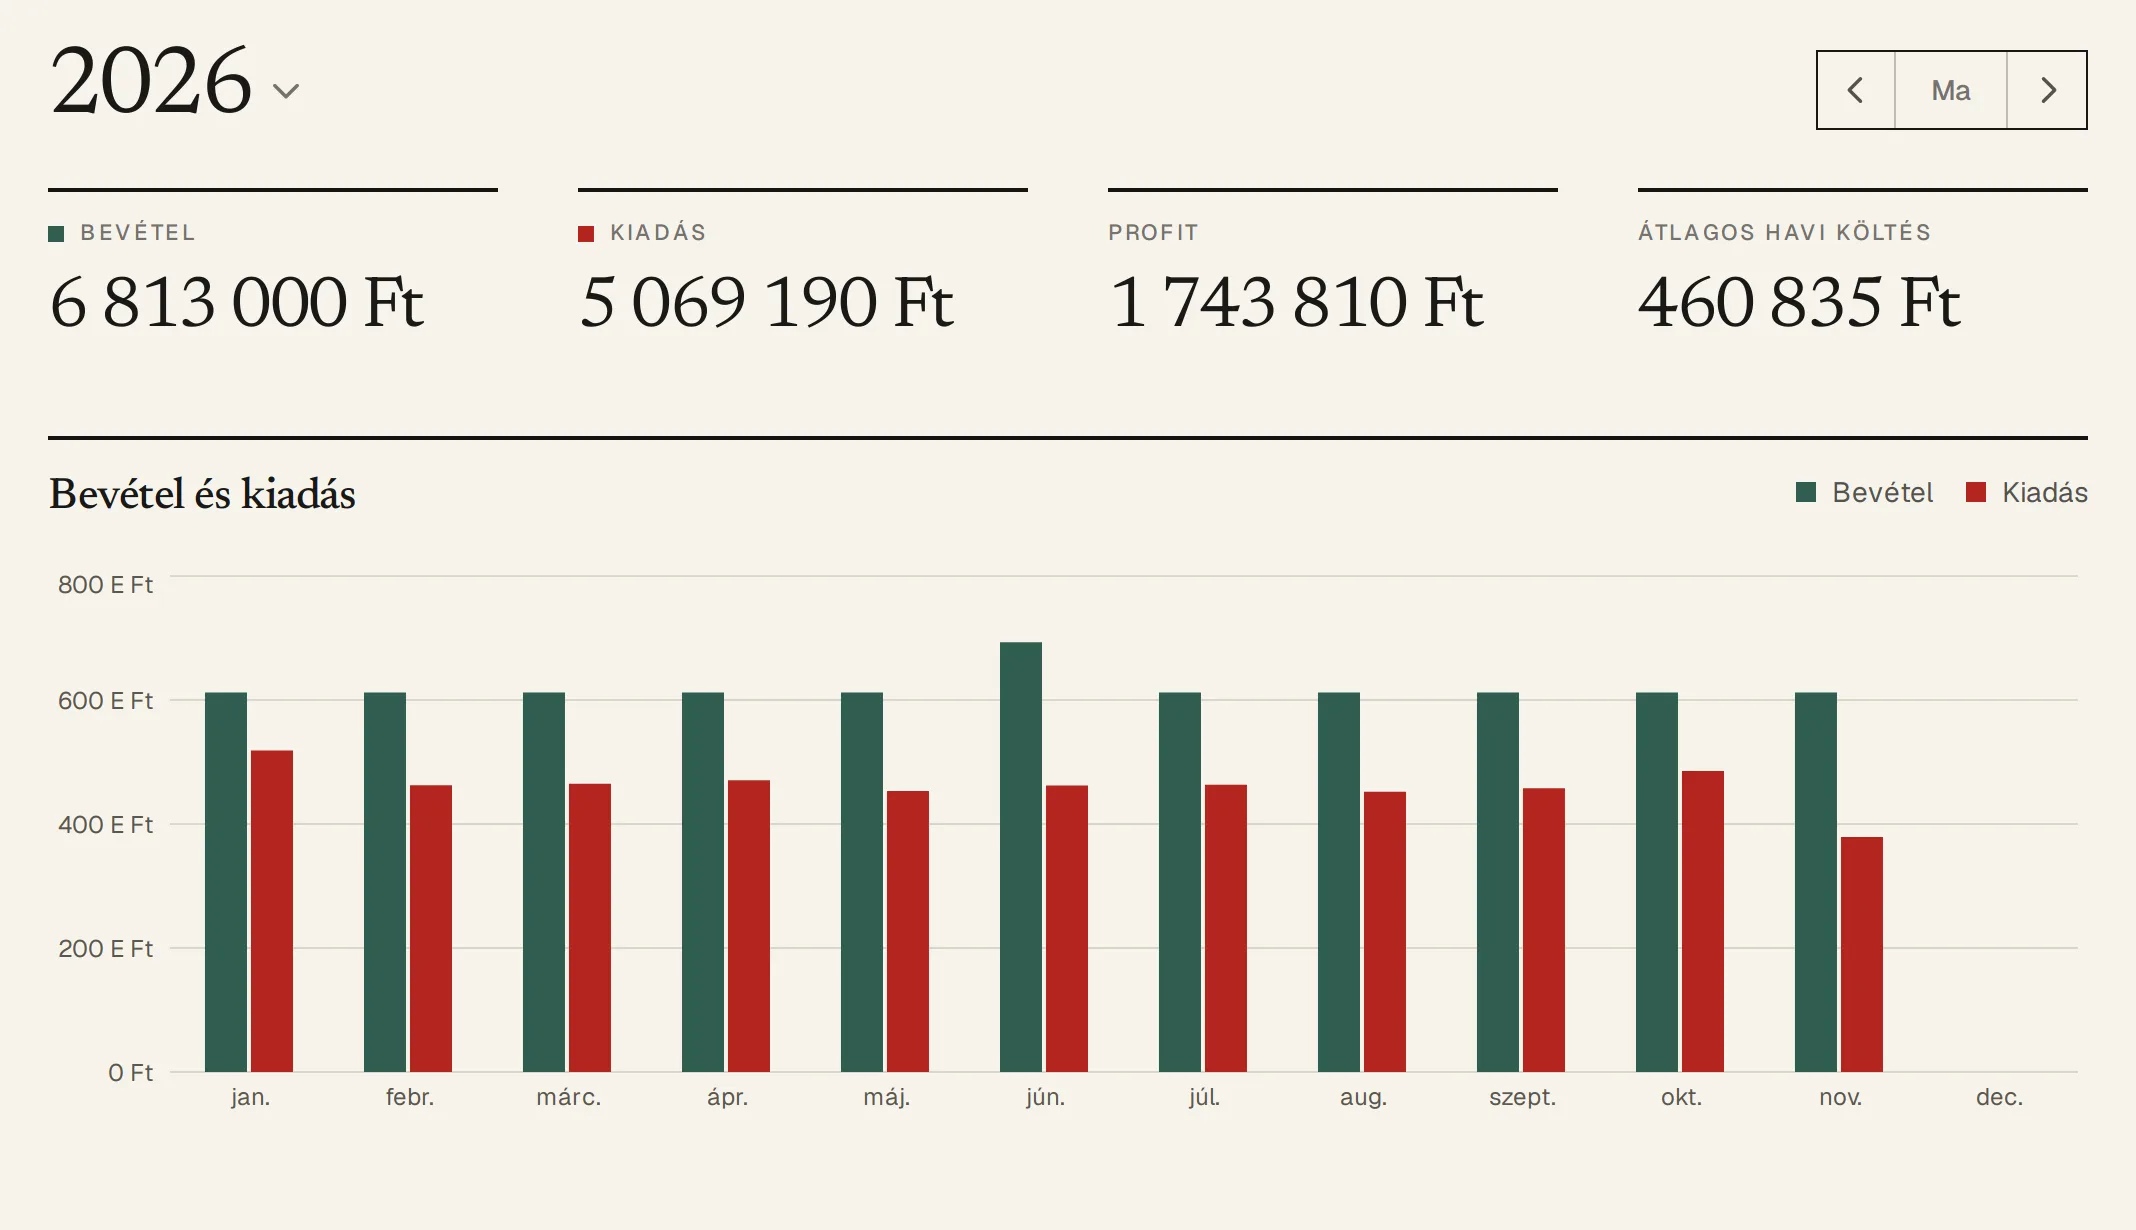 2026
Ma
BEVÉTEL
6 813 000 Ft
KIADÁS
5 069 190 Ft
PROFIT
1 743 810 Ft
ÁTLAGOS HAVI KÖLTÉS
460 835 Ft
Bevétel és kiadás
Bevétel
Kiadás
800 E Ft
600 E Ft
400 E Ft
200 E Ft
0 Ft
jan. febr. márc. ápr. máj. jún. júl. aug. szept. okt. nov. dec.